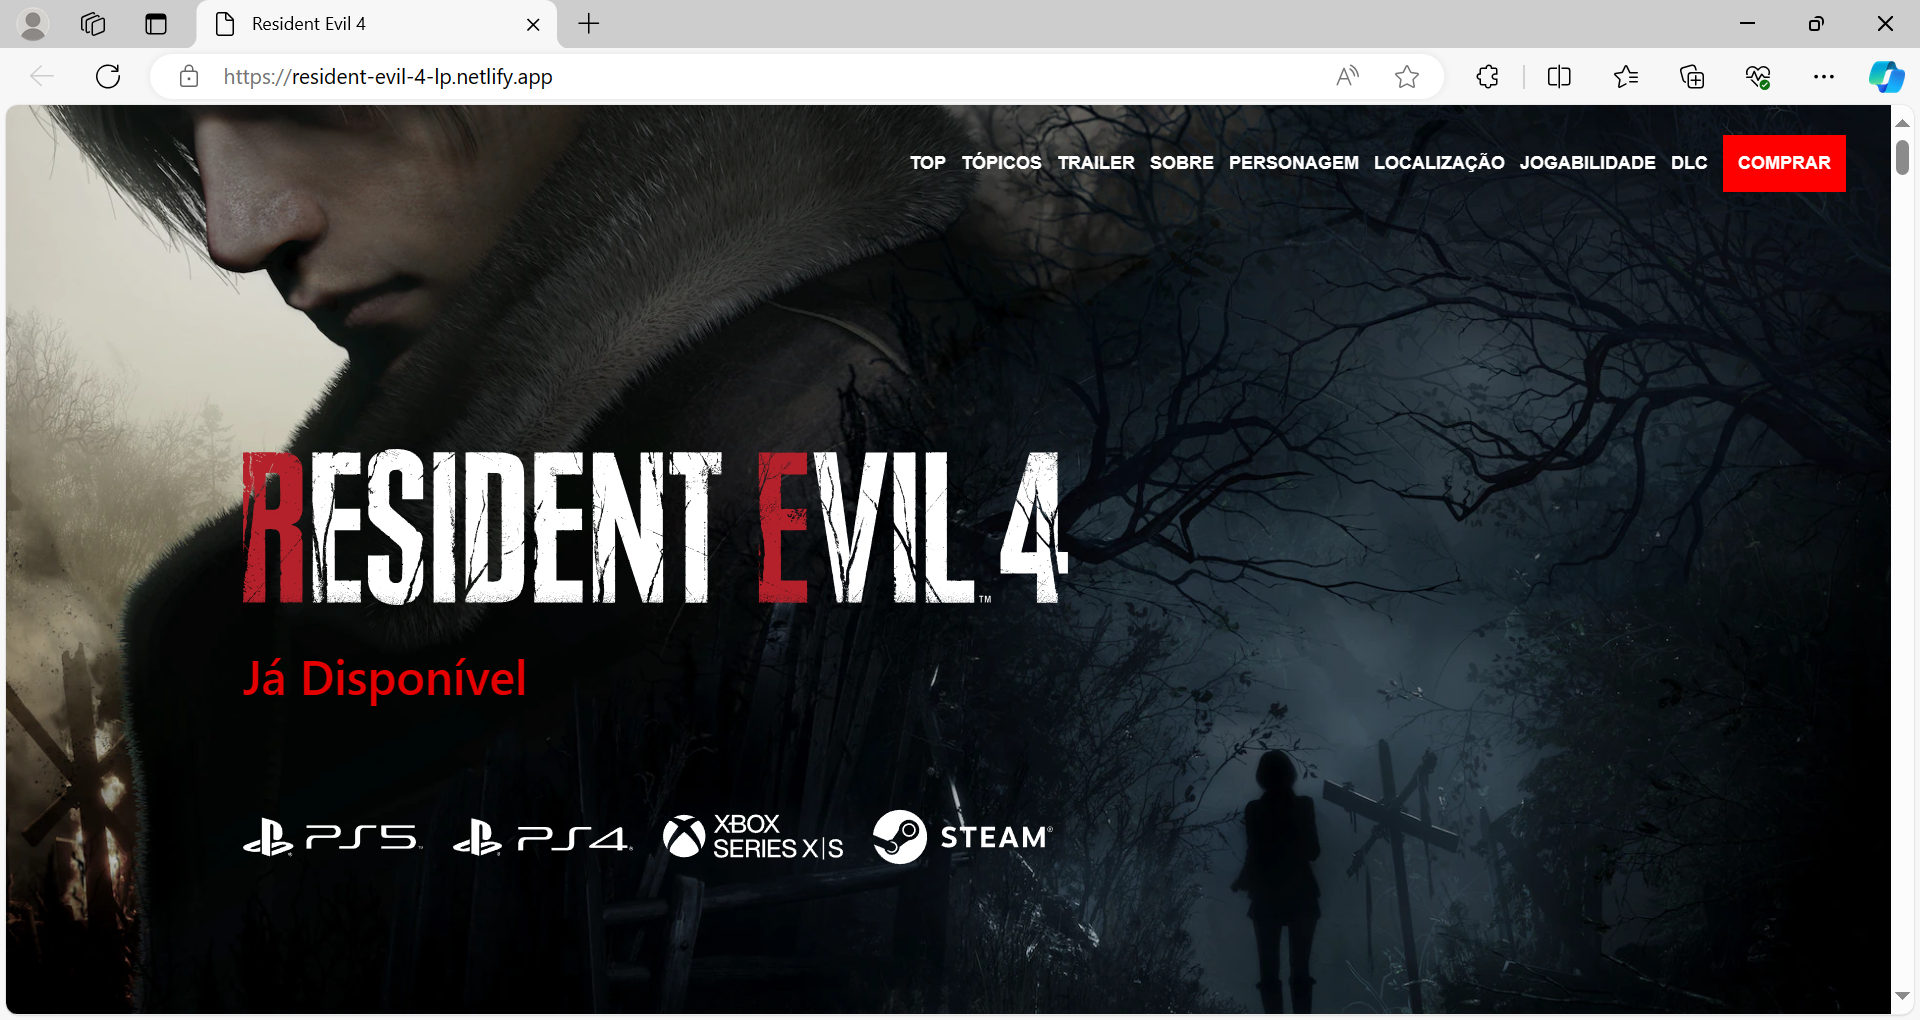 Resident Evil 4
https://resident-evil-4-lp.netlify.app
TOP TÓPICOS TRAILER SOBRE PERSONAGEM LOCALIZAÇÃO JOGABILIDADE DLC COMPRAR
RESIDENT EVIL 4™
Já Disponível
PS5 PS4 XBOX SERIES X|S STEAM®